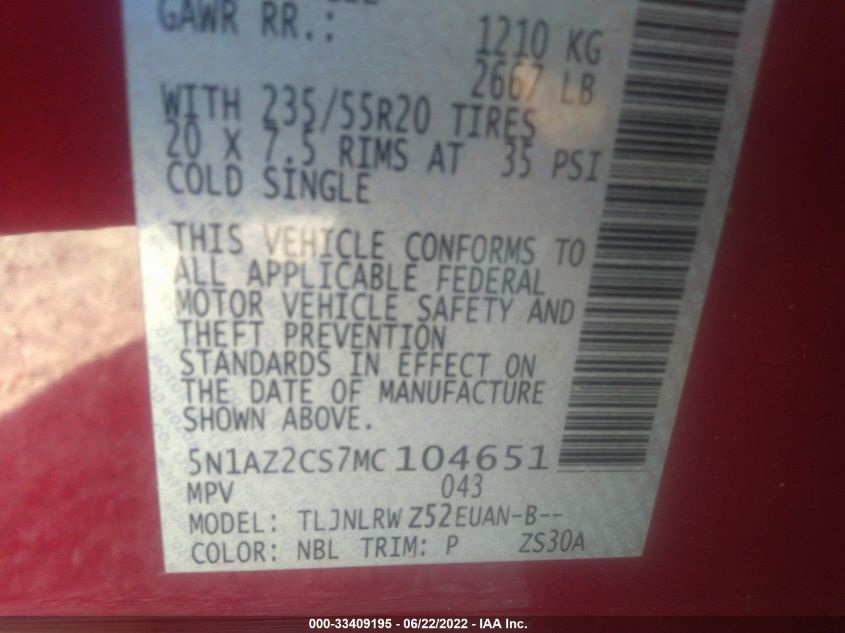 GAWR RR.: 1210 KG
2667 LB
WITH 235/55R20 TIRES
20 X 7.5 RIMS AT 35 PSI
COLD SINGLE
THIS VEHICLE CONFORMS TO
ALL APPLICABLE FEDERAL
MOTOR VEHICLE SAFETY AND
THEFT PREVENTION
STANDARDS IN EFFECT ON
THE DATE OF MANUFACTURE
SHOWN ABOVE.
5N1AZ2CS7MC104651
MPV 043
MODEL: TLJNLRW Z52EUAN-B--
COLOR: NBL TRIM: P ZS30A
000-33409195 - 06/22/2022 - IAA Inc.